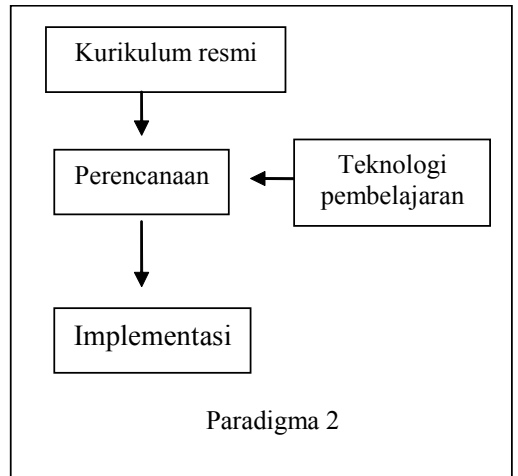 Kurikulum resmi
Perencanaan
Teknologi
pembelajaran
Implementasi
Paradigma 2